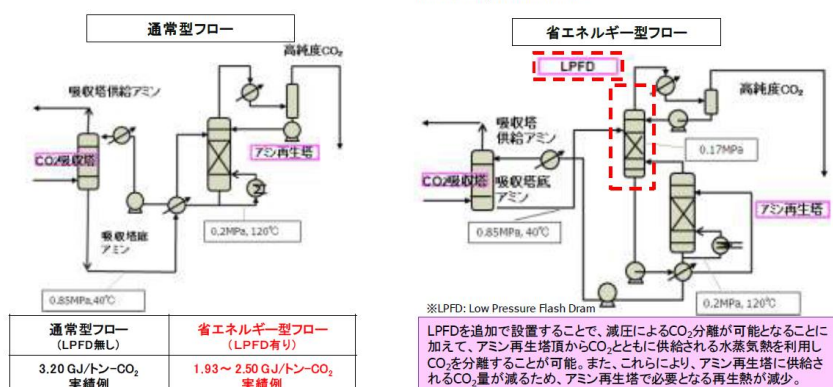 通常型フロー
高純度CO₂
吸収塔供給アミン
CO2吸収塔
アミン再生塔
吸収塔底
アミン
0.2MPa, 120℃
0.85MPa,40℃
通常型フロー
(LPFD無し)
省エネルギー型フロー
(LPFD有り)
3.20 GJ/トン-CO₂
実績例
1.93～ 2.50 GJ/トン-CO₂
実績例
省エネルギー型フロー
LPFD
高純度CO₂
吸収塔
供給アミン
0.17MPa
CO2吸収塔
吸収塔底
アミン
アミン再生塔
0.85MPa, 40℃
0.2MPa, 120℃
※LPFD: Low Pressure Flash Dram
LPFDを追加で設置することで、減圧によるCO₂分離が可能となることに
加えて、アミン再生塔頂からCO₂とともに供給される水蒸気熱を利用し
CO₂を分離することが可能。また、これらにより、アミン再生塔に供給さ
れるCO₂量が減るため、アミン再生塔で必要となる再生熱が減少。